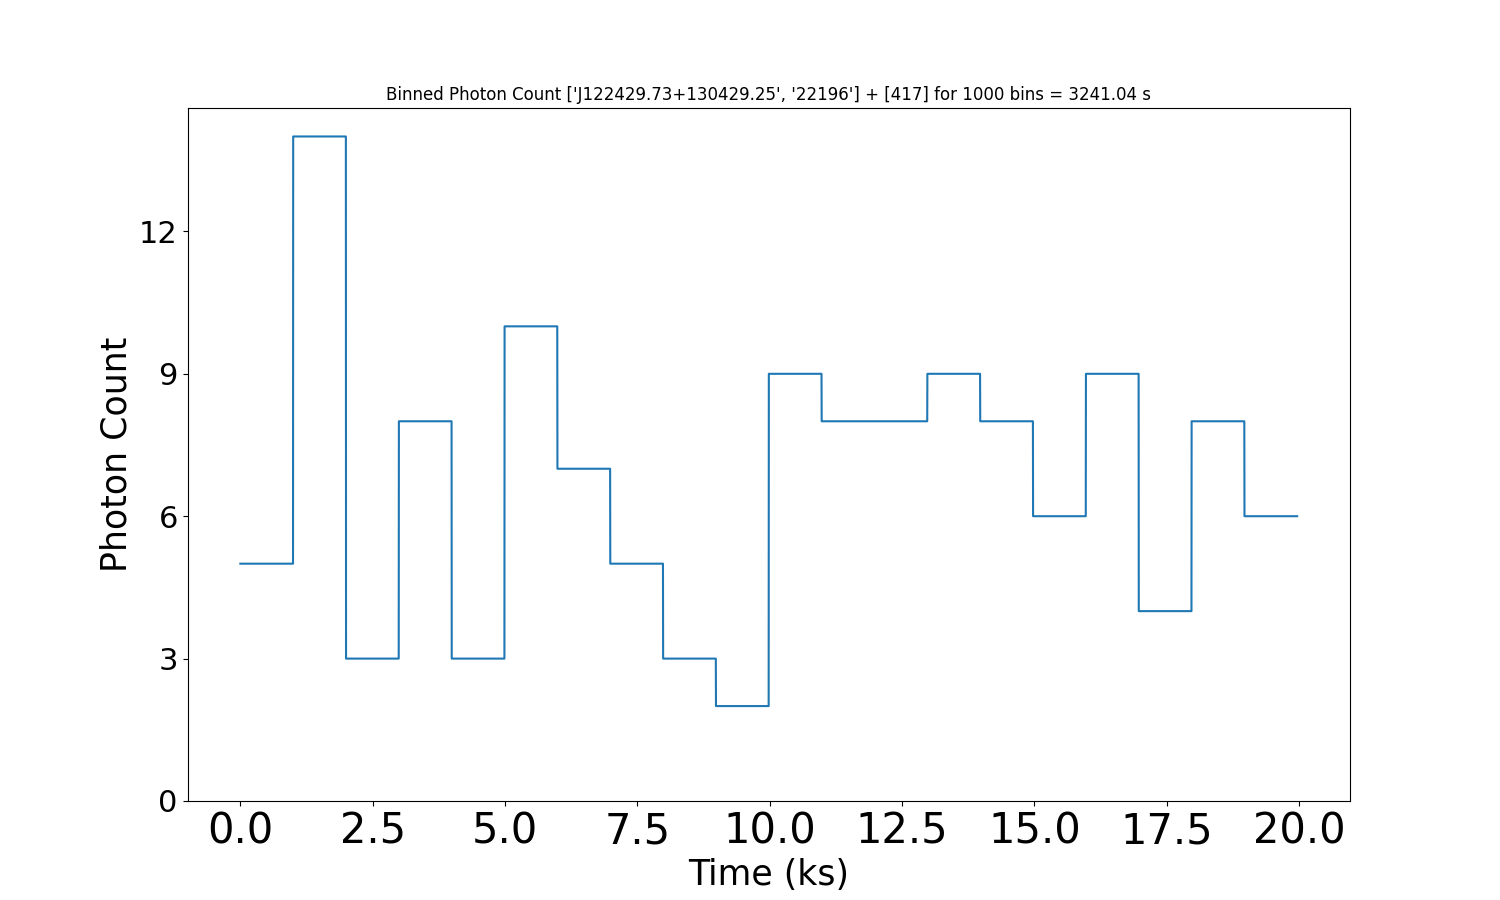 Binned Photon Count ['J122429.73+130429.25', '22196'] + [417] for 1000 bins = 3241.04 s
12
9
6
3
0
Photon Count
0.0 2.5 5.0 7.5 10.0 12.5 15.0 17.5 20.0
Time (ks)